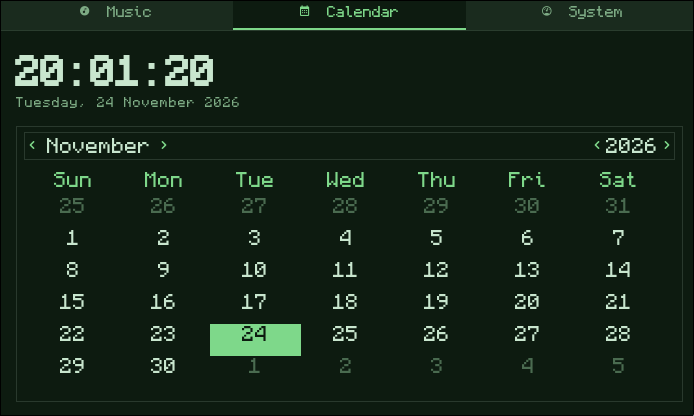 Music Calendar System
20:01:20
Tuesday, 24 November 2026
< November > < 2026 >
Sun Mon Tue Wed Thu Fri Sat
25 26 27 28 29 30 31
1 2 3 4 5 6 7
8 9 10 11 12 13 14
15 16 17 18 19 20 21
22 23 24 25 26 27 28
29 30 1 2 3 4 5